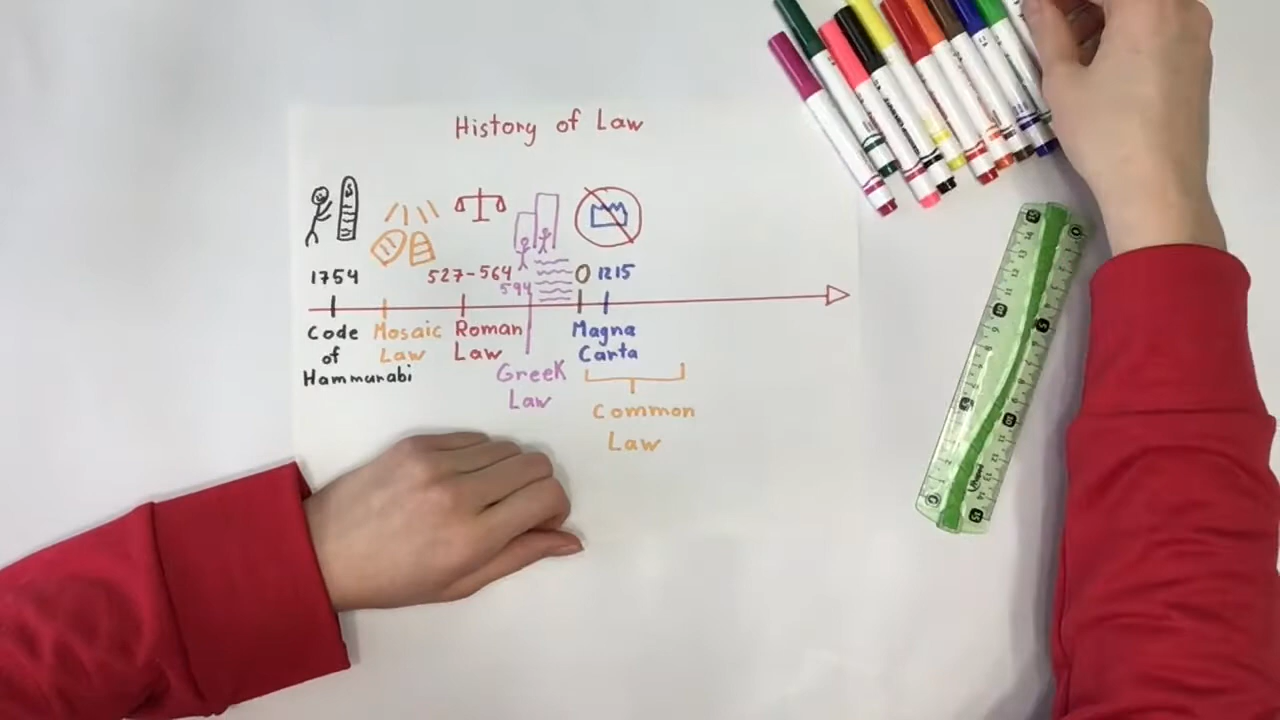 History of Law
1754
527-564
594
0
1215
Code
of
Hammurabi
Mosaic
Law
Roman
Law
Greek
Law
Magna
Carta
Common
Law